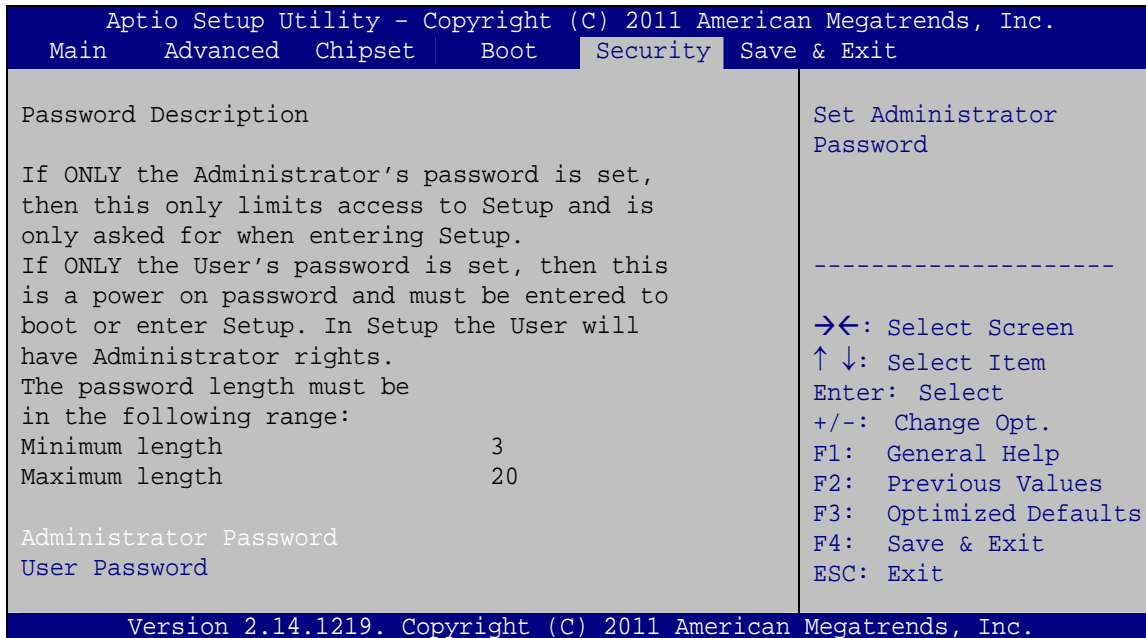 Aptio Setup Utility – Copyright (C) 2011 American Megatrends, Inc.
Main Advanced Chipset Boot Security Save & Exit
Password Description
If ONLY the Administrator’s password is set,
then this only limits access to Setup and is
only asked for when entering Setup.
If ONLY the User’s password is set, then this
is a power on password and must be entered to
boot or enter Setup. In Setup the User will
have Administrator rights.
The password length must be
in the following range:
Minimum length 3
Maximum length 20
Administrator Password
User Password
Set Administrator
Password
---------------------
→←: Select Screen
↑ ↓: Select Item
Enter: Select
+/-: Change Opt.
F1: General Help
F2: Previous Values
F3: Optimized Defaults
F4: Save & Exit
ESC: Exit
Version 2.14.1219. Copyright (C) 2011 American Megatrends, Inc.